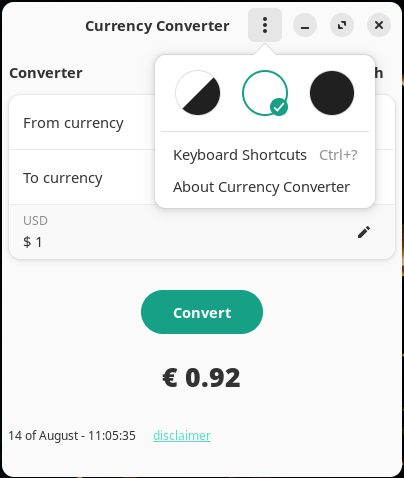 Currency Converter
Converter
h
From currency
To currency
Keyboard Shortcuts Ctrl+?
About Currency Converter
USD
$ 1
Convert
€ 0.92
14 of August - 11:05:35 disclaimer